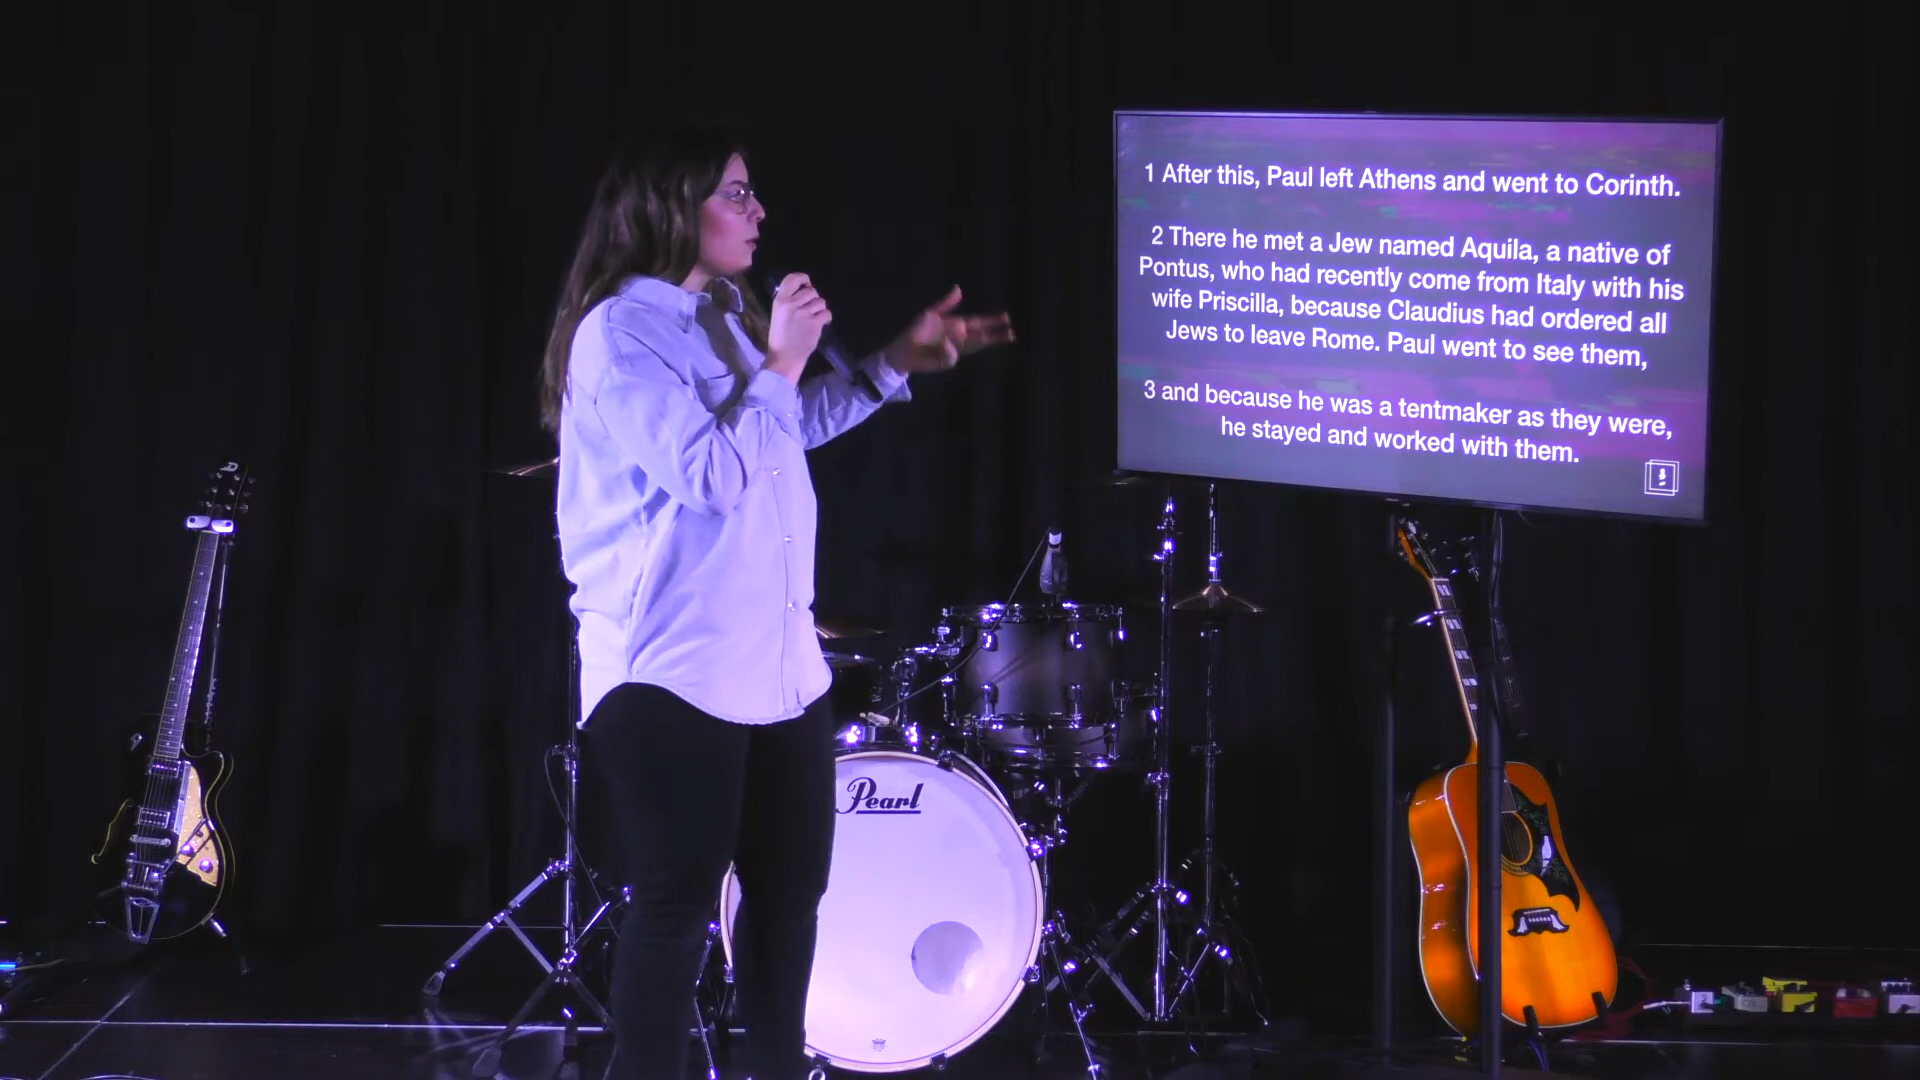 1 After this, Paul left Athens and went to Corinth.
2 There he met a Jew named Aquila, a native of
Pontus, who had recently come from Italy with his
wife Priscilla, because Claudius had ordered all
Jews to leave Rome. Paul went to see them,
3 and because he was a tentmaker as they were,
he stayed and worked with them.
D
Pearl